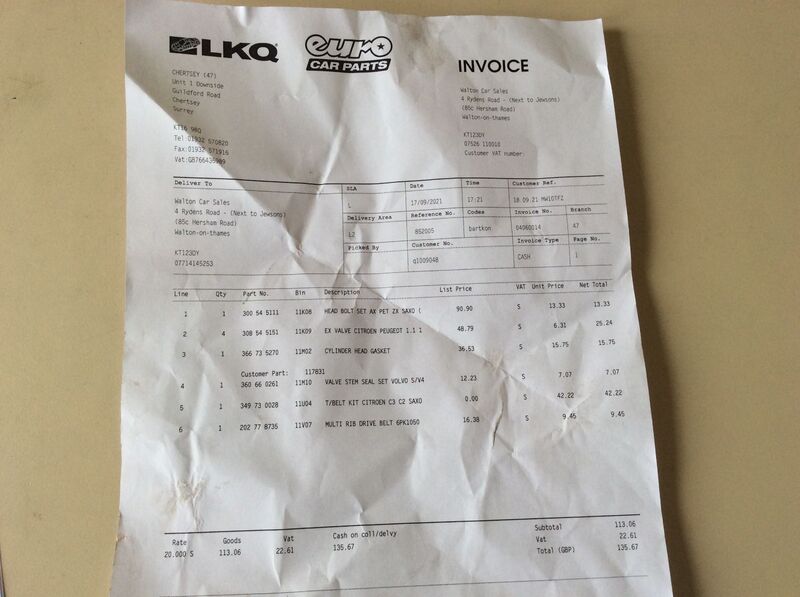 LKQ
euro
CAR PARTS
INVOICE
CHERTSEY (47)
Unit 1 Downside
Guildford Road
Chertsey
Surrey
KT16 9RQ
Tel:01932 570820
Fax:01932 571916
Vat:GB766436989
Walton Car Sales
4 Rydens Road - (Next to Jewsons)
(85c Hersham Road)
Walton-on-thames
KT123DY
07526 110018
Customer VAT number:
Deliver To
Walton Car Sales
4 Rydens Road - (Next to Jewsons)
(85c Hersham Road)
Walton-on-thames
KT123DY
07714145253
SLA Date Time Customer Ref.
L 17/09/2021 17:21 18 09 21 MW10TFZ
Delivery Area Reference No. Codes Invoice No. Branch
L2 852005 bartkon 04060014 47
Picked By Customer No. Invoice Type Page No.
q1009048 CASH 1
Line Qty Part No. Bin Description List Price VAT Unit Price Net Total
1 1 300 54 5111 11K08 HEAD BOLT SET AX PET ZX SAXO ( 90.90 S 13.33 13.33
2 4 308 54 5151 11K09 EX VALVE CITROEN PEUGEOT 1.1 1 48.79 S 6.31 25.24
3 1 366 73 5270 11M02 CYLINDER HEAD GASKET 36.53 S 15.75 15.75
Customer Part: 117831
4 1 360 66 0261 11M10 VALVE STEM SEAL SET VOLVO S/V4 12.23 S 7.07 7.07
5 1 349 73 0028 11U04 T/BELT KIT CITROEN C3 C2 SAXO 0.00 S 42.22 42.22
6 1 202 77 8735 11V07 MULTI RIB DRIVE BELT 6PK1050 16.38 S 9.45 9.45
Rate Goods Vat Cash on coll/delvy Subtotal 113.06
20.000 S 113.06 22.61 135.67 Vat 22.61
Total (GBP) 135.67